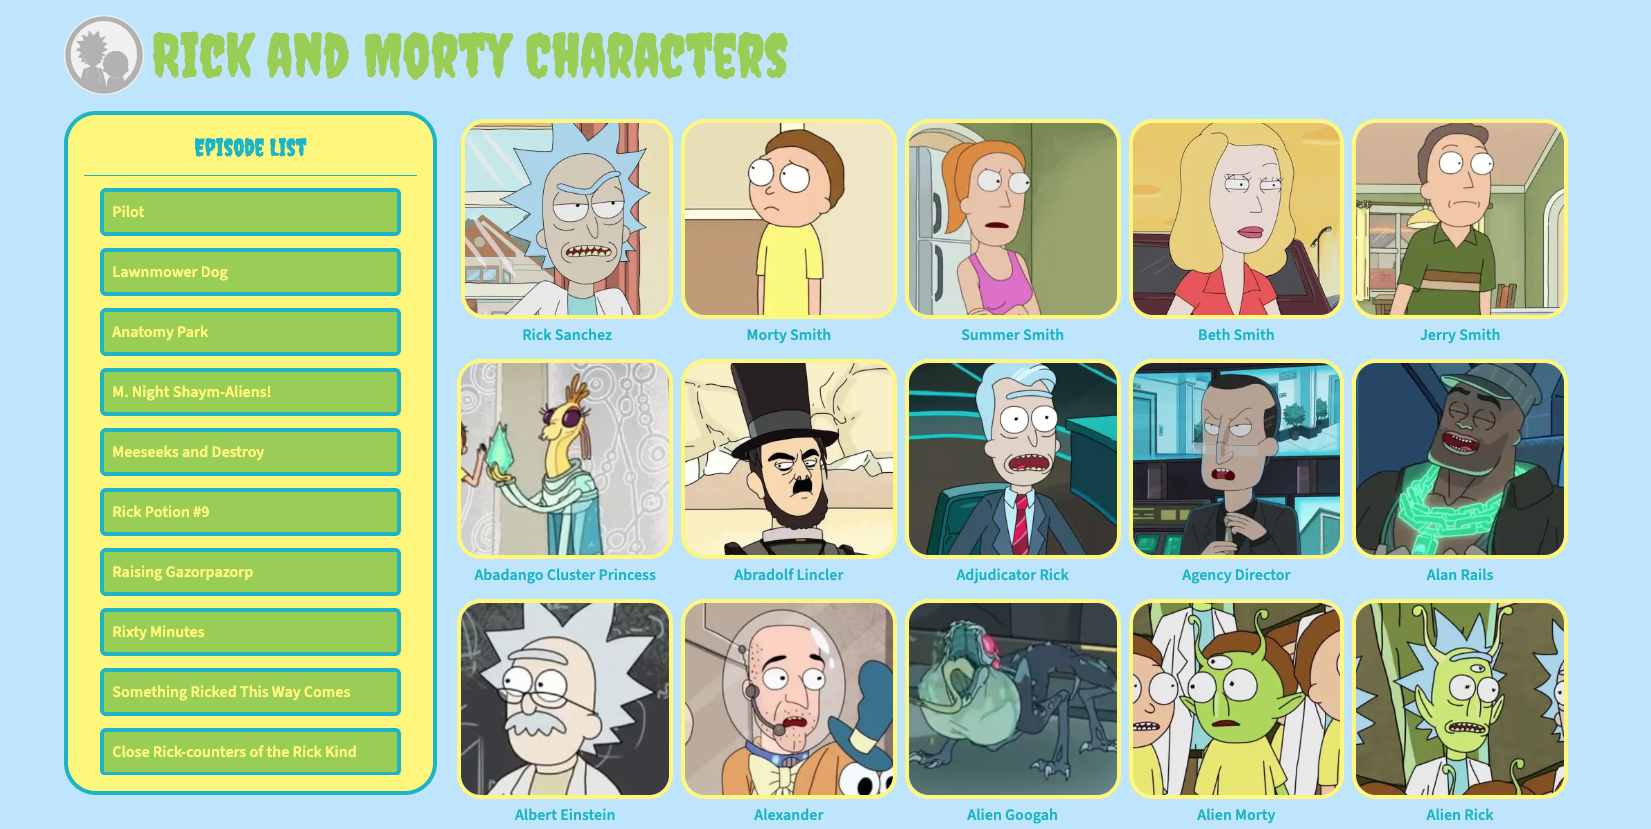 RICK AND MORTY CHARACTERS
EPISODE LIST
Pilot
Lawnmower Dog
Anatomy Park
M. Night Shaym-Aliens!
Meeseeks and Destroy
Rick Potion #9
Raising Gazorpazorp
Rixty Minutes
Something Ricked This Way Comes
Close Rick-counters of the Rick Kind
Rick Sanchez
Morty Smith
Summer Smith
Beth Smith
Jerry Smith
Abadango Cluster Princess
Abradolf Lincler
Adjudicator Rick
Agency Director
Alan Rails
Albert Einstein
Alexander
Alien Googah
Alien Morty
Alien Rick